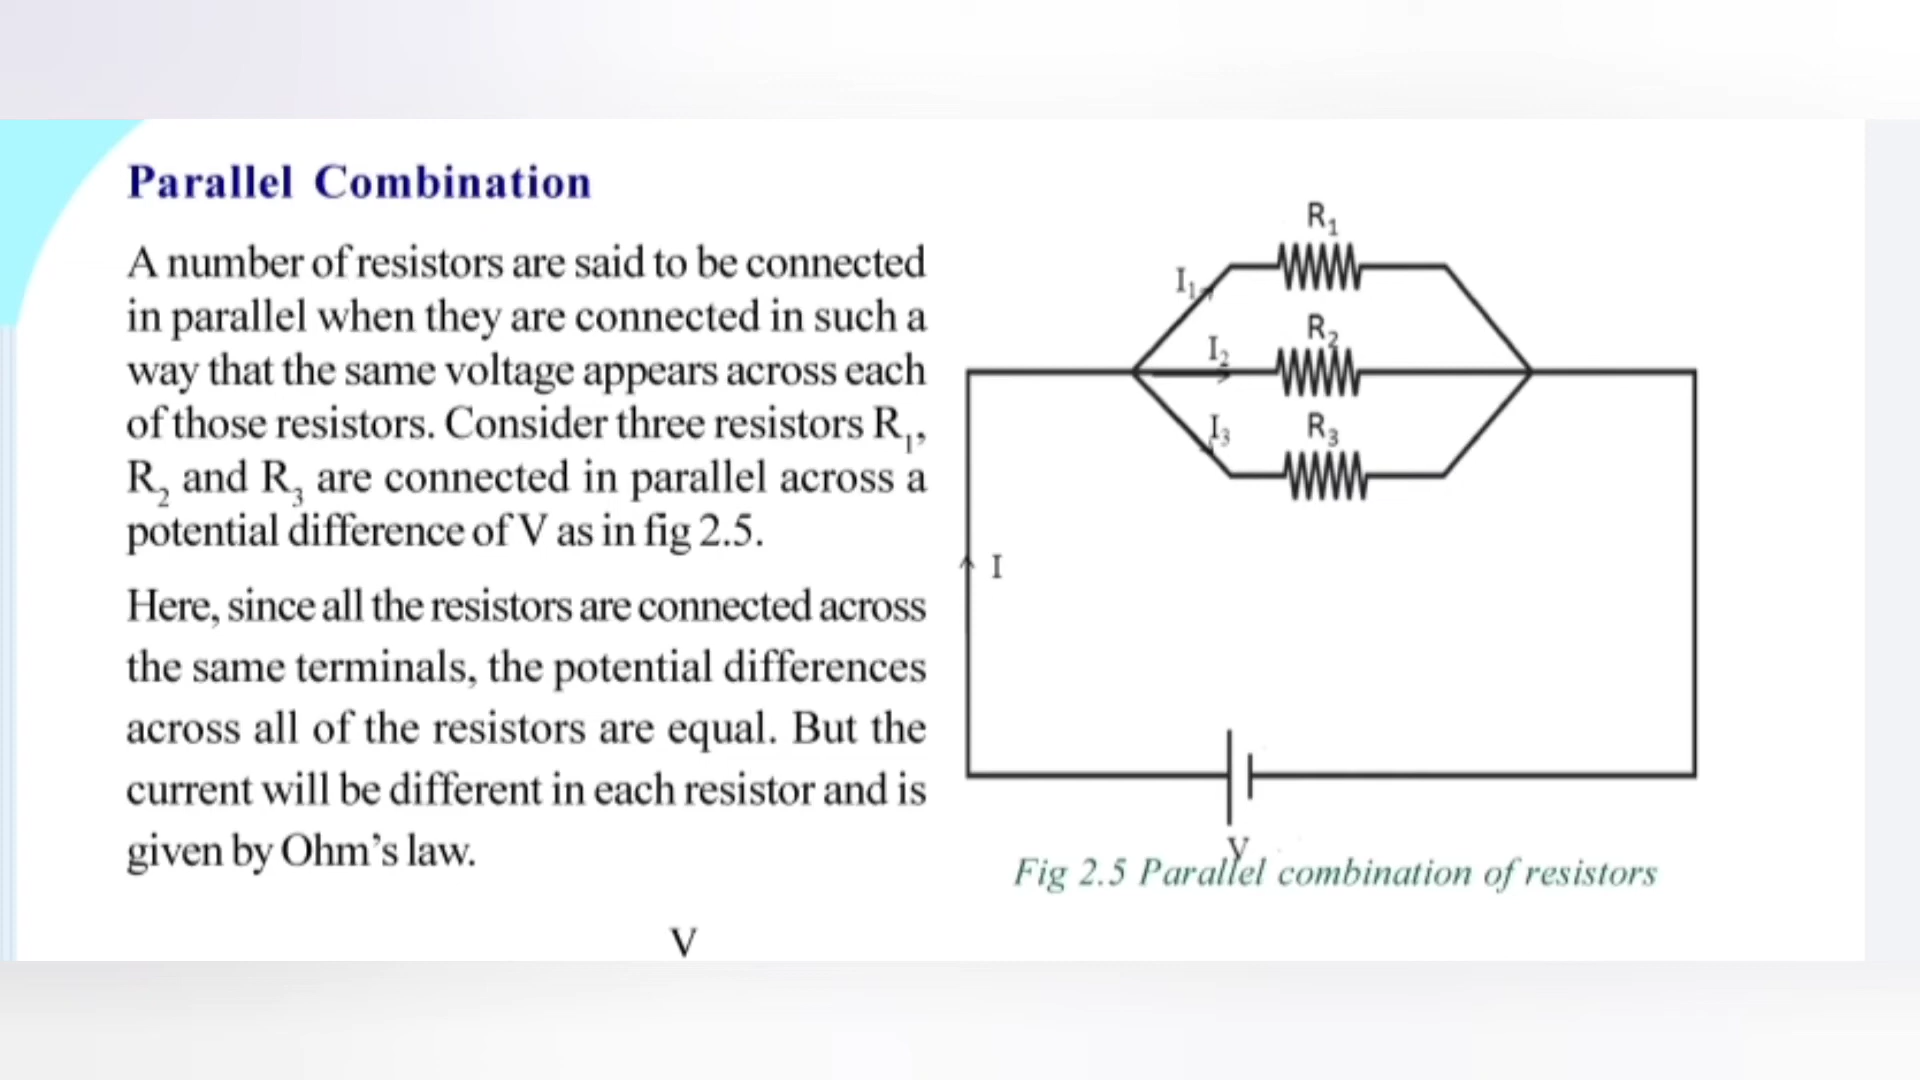 Parallel Combination
A number of resistors are said to be connected
in parallel when they are connected in such a
way that the same voltage appears across each
of those resistors. Consider three resistors R₁,
R₂ and R₃ are connected in parallel across a
potential difference of V as in fig 2.5.
Here, since all the resistors are connected across
the same terminals, the potential differences
across all of the resistors are equal. But the
current will be different in each resistor and is
given by Ohm’s law.
V
R₁
I₁
R₂
I₂
R₃
I₃
I
V
Fig 2.5 Parallel combination of resistors